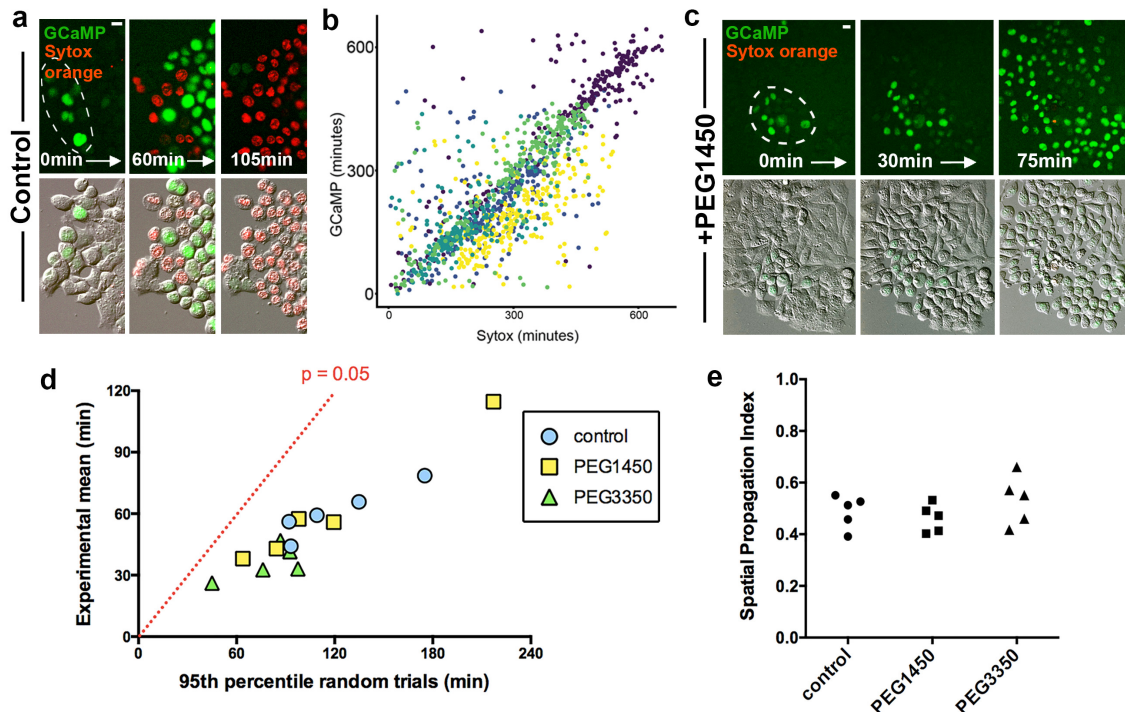 a
GCaMP
Sytox
orange
0min
60min
105min
Control
b
600
300
0
GCaMP (minutes)
0
300
600
Sytox (minutes)
c
GCaMP
Sytox orange
0min
30min
75min
+PEG1450
d
p = 0.05
120
90
60
30
0
Experimental mean (min)
0
60
120
180
240
95th percentile random trials (min)
control
PEG1450
PEG3350
e
1.0
0.8
0.6
0.4
0.2
0.0
Spatial Propagation Index
control
PEG1450
PEG3350